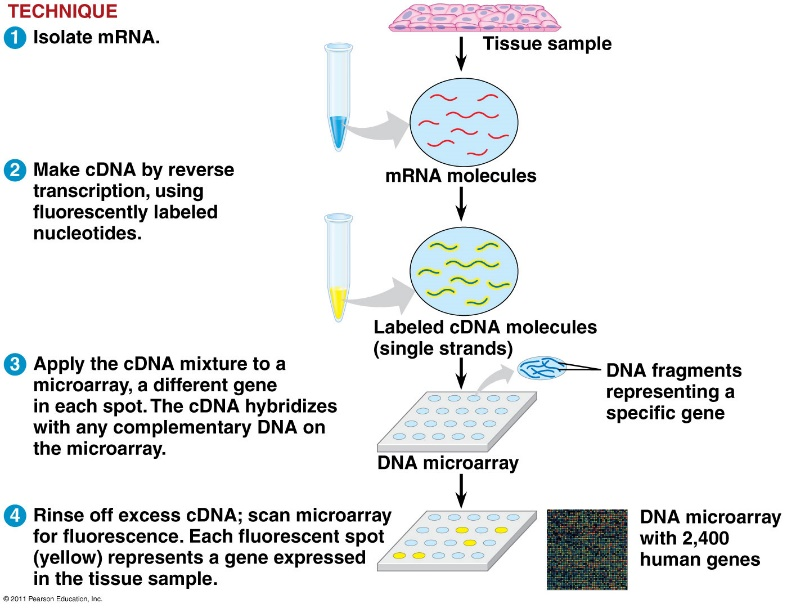 TECHNIQUE
1 Isolate mRNA.
Tissue sample
mRNA molecules
2 Make cDNA by reverse
transcription, using
fluorescently labeled
nucleotides.
Labeled cDNA molecules
(single strands)
3 Apply the cDNA mixture to a
microarray, a different gene
in each spot. The cDNA hybridizes
with any complementary DNA on
the microarray.
DNA fragments
representing a
specific gene
DNA microarray
4 Rinse off excess cDNA; scan microarray
for fluorescence. Each fluorescent spot
(yellow) represents a gene expressed
in the tissue sample.
DNA microarray
with 2,400
human genes
© 2011 Pearson Education, Inc.